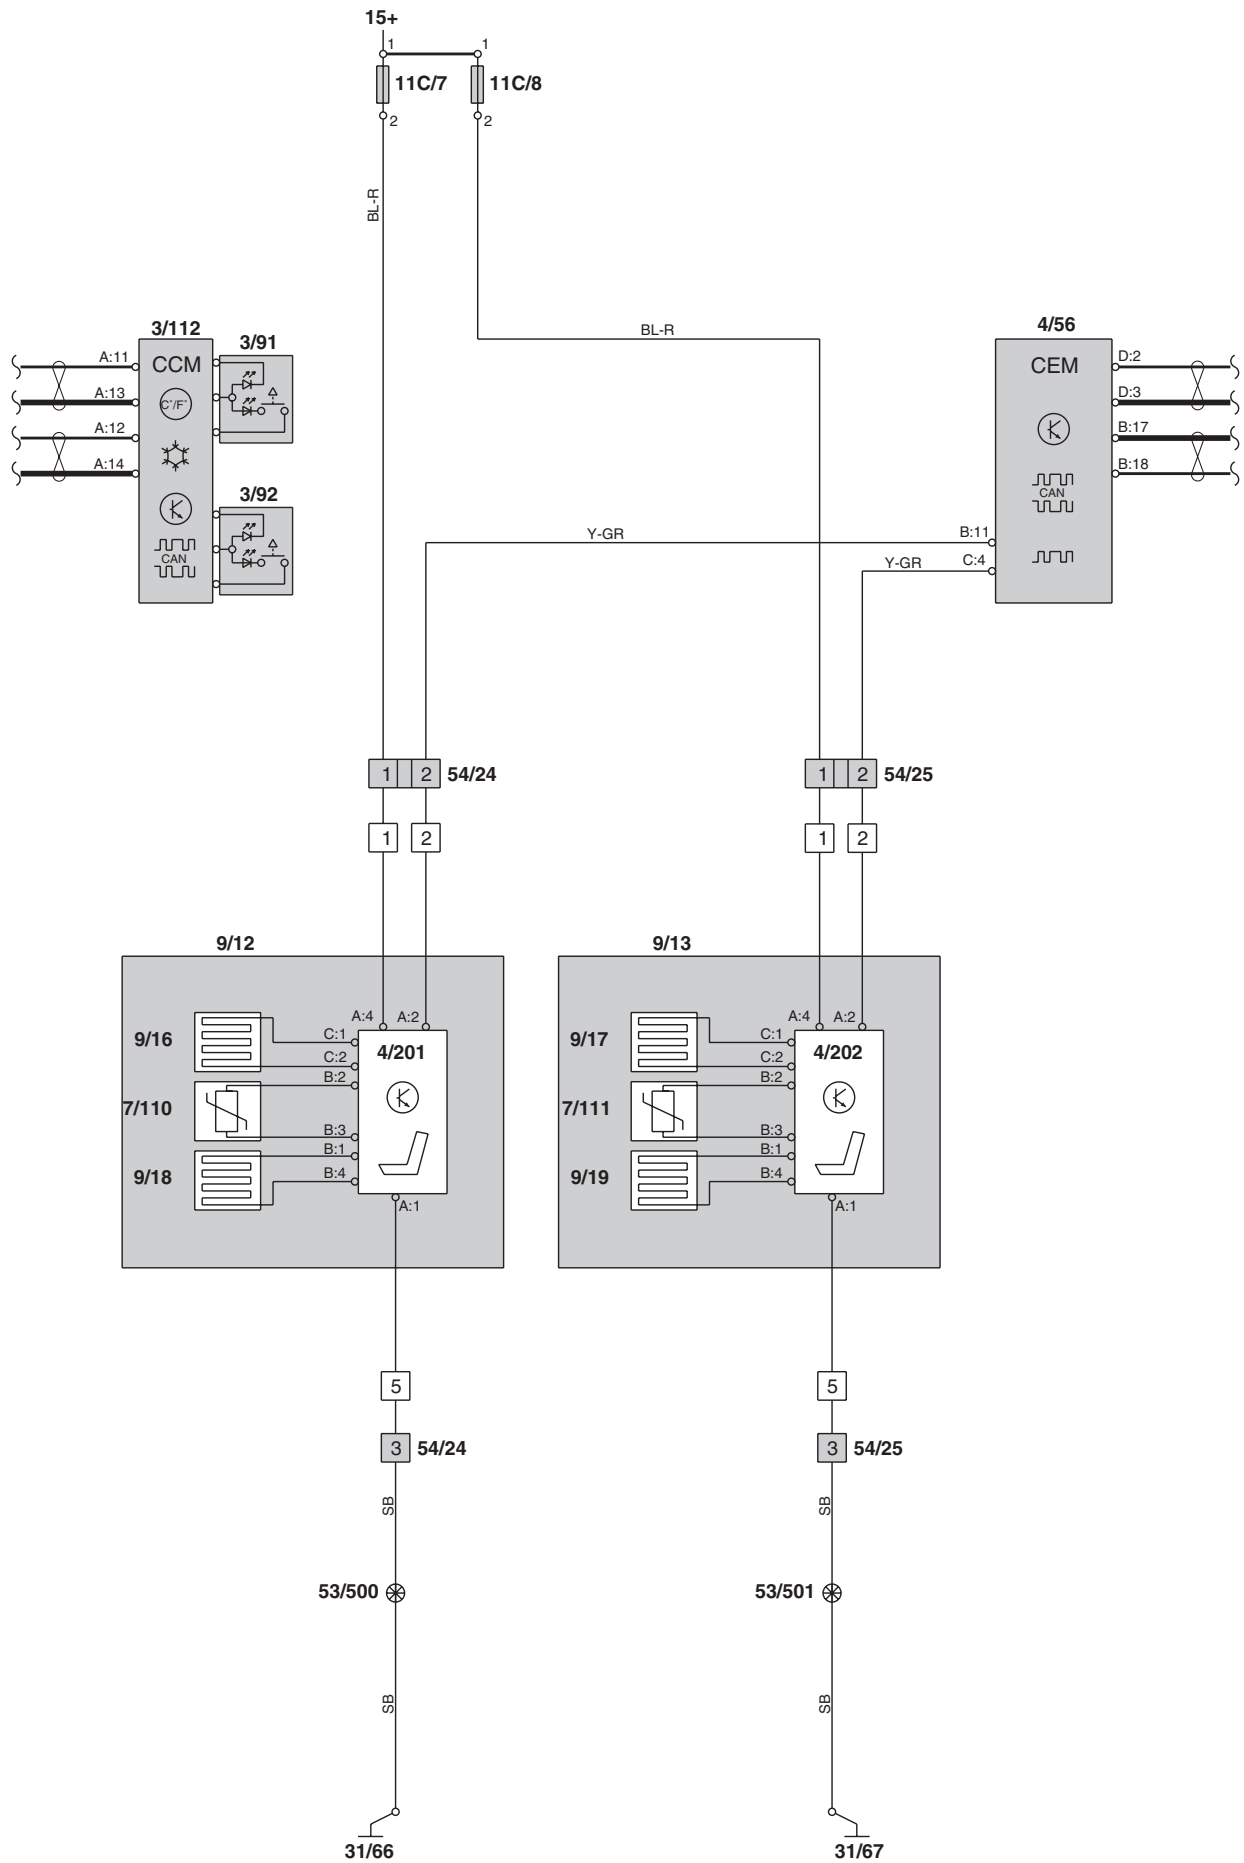 15+
1
1
11C/7
11C/8
2
2
BL-R
BL-R
3/112
3/91
4/56
A:11
CCM
CEM
D:2
A:13
C°/F°
D:3
A:12
B:17
A:14
B:18
3/92
CAN
CAN
Y-GR
B:11
Y-GR
C:4
1
2
54/24
1
2
54/25
1
2
1
2
9/12
9/13
A:4
A:2
A:4
A:2
9/16
C:1
4/201
9/17
C:1
4/202
C:2
C:2
B:2
B:2
7/110
7/111
B:3
B:3
B:1
B:1
9/18
B:4
9/19
B:4
A:1
A:1
5
5
3
54/24
3
54/25
SB
SB
53/500
53/501
SB
SB
31/66
31/67